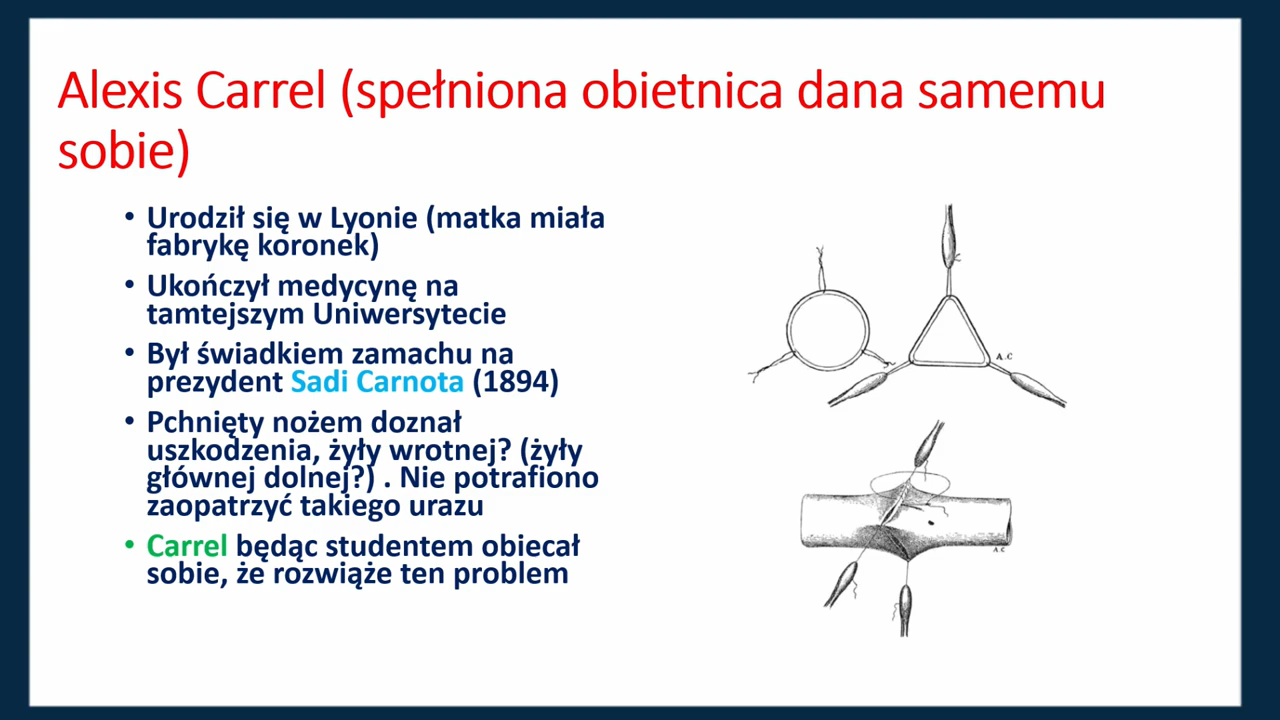 Alexis Carrel (spełniona obietnica dana samemu
sobie)
• Urodził się w Lyonie (matka miała
fabrykę koronek)
• Ukończył medycynę na
tamtejszym Uniwersytecie
• Był świadkiem zamachu na
prezydent Sadi Carnota (1894)
• Pchnięty nożem doznał
uszkodzenia, żyły wrotnej? (żyły
głównej dolnej?) . Nie potrafiono
zaopatrzyć takiego urazu
• Carrel będąc studentem obiecał
sobie, że rozwiąże ten problem
A.C
A C